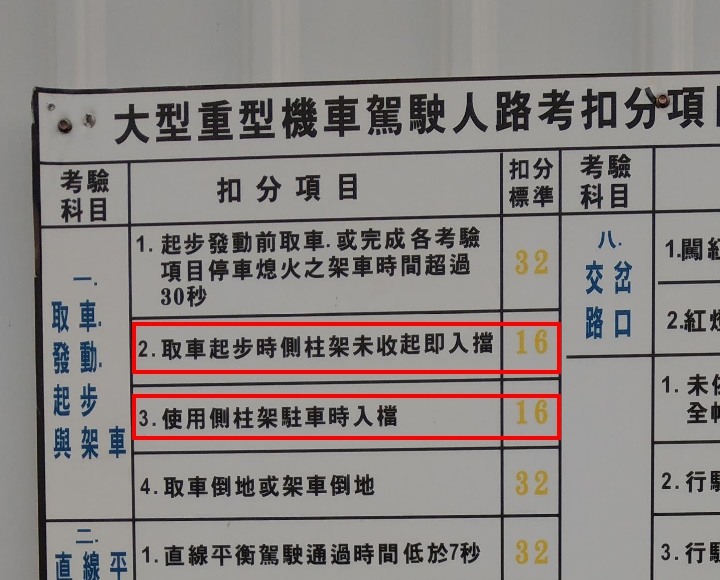 大型重型機車駕駛人路考扣分項目
考驗科目
扣分項目
扣分標準
考驗科目
一.取車.發動.起步與架車
1. 起步發動前取車.或完成各考驗
項目停車熄火之架車時間超過
30秒
32
2. 取車起步時側柱架未收起即入擋
16
3. 使用側柱架駐車時入擋
16
4. 取車倒地或架車倒地
32
二.
直線平
1. 直線平衡駕駛通過時間低於7秒
32
八.
交岔
路口
1.闖紅
2.紅燈
1. 未依
全帽
2. 行駛
3. 行駛